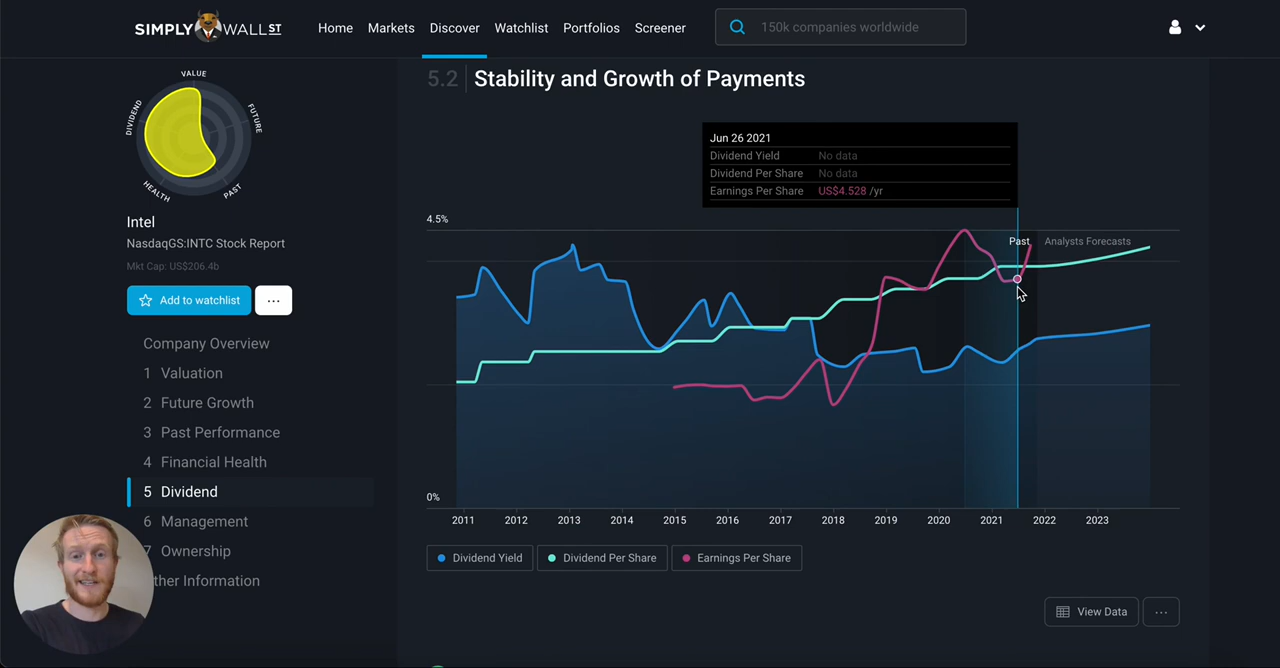 SIMPLY WALL ST
Home Markets Discover Watchlist Portfolios Screener
150k companies worldwide
VALUE
FUTURE
PAST
HEALTH
DIVIDEND
Intel
NasdaqGS:INTC Stock Report
Mkt Cap: US$206.4b
Add to watchlist
...
Company Overview
1 Valuation
2 Future Growth
3 Past Performance
4 Financial Health
5 Dividend
6 Management
7 Ownership
ther Information
5.2 Stability and Growth of Payments
Jun 26 2021
Dividend Yield No data
Dividend Per Share No data
Earnings Per Share US$4.528 /yr
4.5%
Past Analysts Forecasts
0%
2011 2012 2013 2014 2015 2016 2017 2018 2019 2020 2021 2022 2023
Dividend Yield Dividend Per Share Earnings Per Share
View Data ...